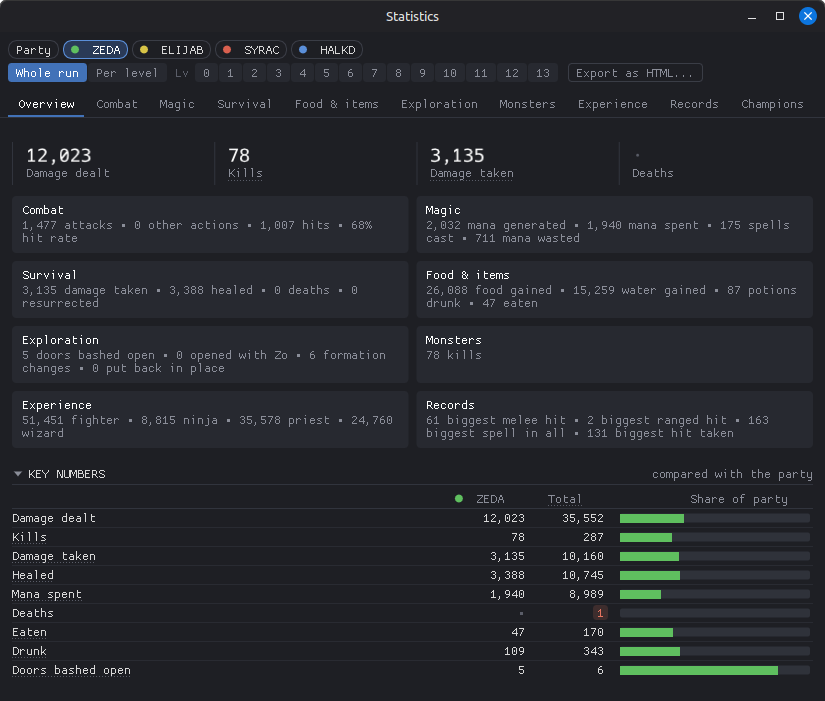 Statistics
Party ZEDA ELIJAB SYRAC HALKD
Whole run Per level Lv 0 1 2 3 4 5 6 7 8 9 10 11 12 13 Export as HTML...
Overview Combat Magic Survival Food & items Exploration Monsters Experience Records Champions
12,023 78 3,135 ·
Damage dealt Kills Damage taken Deaths
Combat
1,477 attacks • 0 other actions • 1,007 hits • 68%
hit rate
Magic
2,032 mana generated • 1,940 mana spent • 175 spells
cast • 711 mana wasted
Survival
3,135 damage taken • 3,388 healed • 0 deaths • 0
resurrected
Food & items
26,088 food gained • 15,259 water gained • 87 potions
drunk • 47 eaten
Exploration
5 doors bashed open • 0 opened with Zo • 6 formation
changes • 0 put back in place
Monsters
78 kills
Experience
51,451 fighter • 8,815 ninja • 35,578 priest • 24,760
wizard
Records
61 biggest melee hit • 2 biggest ranged hit • 163
biggest spell in all • 131 biggest hit taken
KEY NUMBERS compared with the party
ZEDA Total Share of party
Damage dealt 12,023 35,552
Kills 78 287
Damage taken 3,135 10,160
Healed 3,388 10,745
Mana spent 1,940 8,989
Deaths · 1
Eaten 47 170
Drunk 109 343
Doors bashed open 5 6